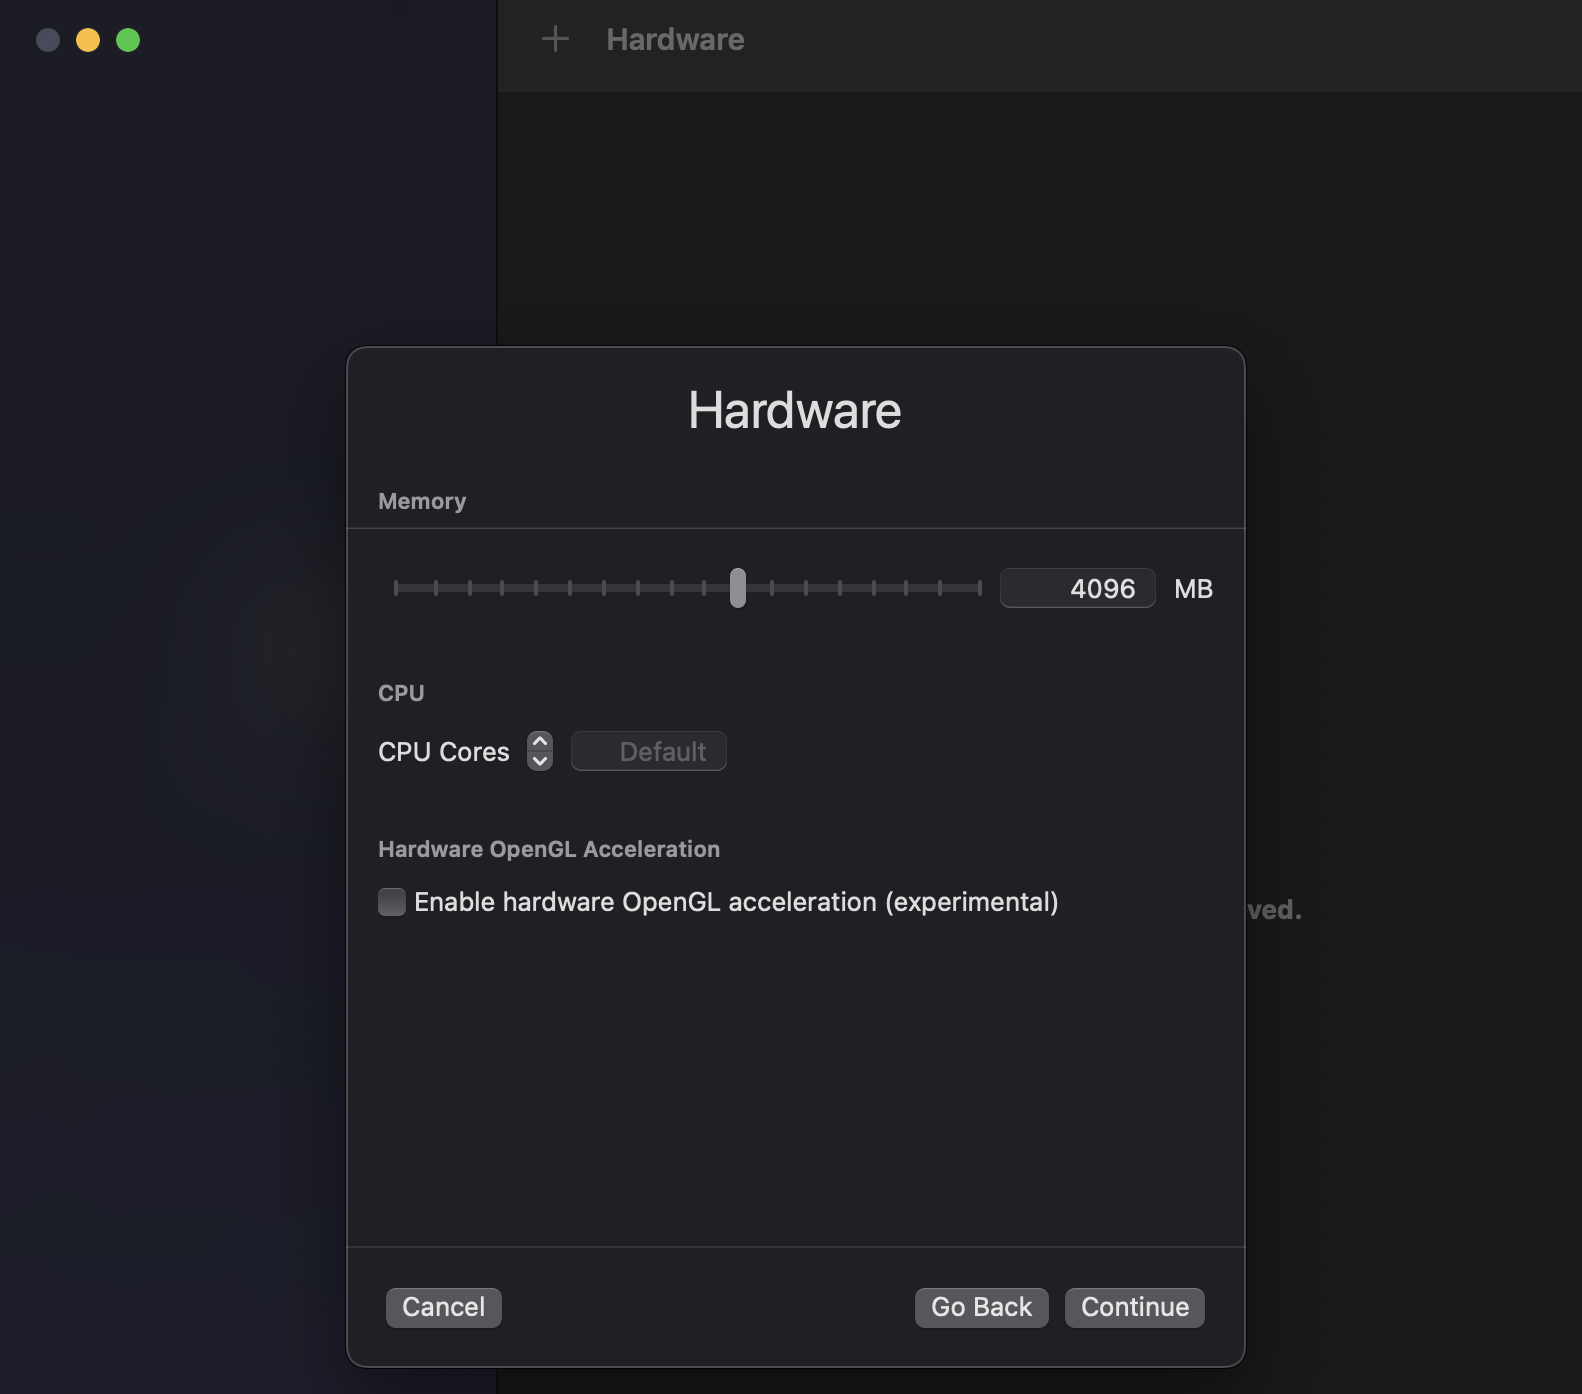 Hardware
Hardware
Memory
4096 MB
CPU
CPU Cores Default
Hardware OpenGL Acceleration
Enable hardware OpenGL acceleration (experimental)
ved.
Cancel Go Back Continue